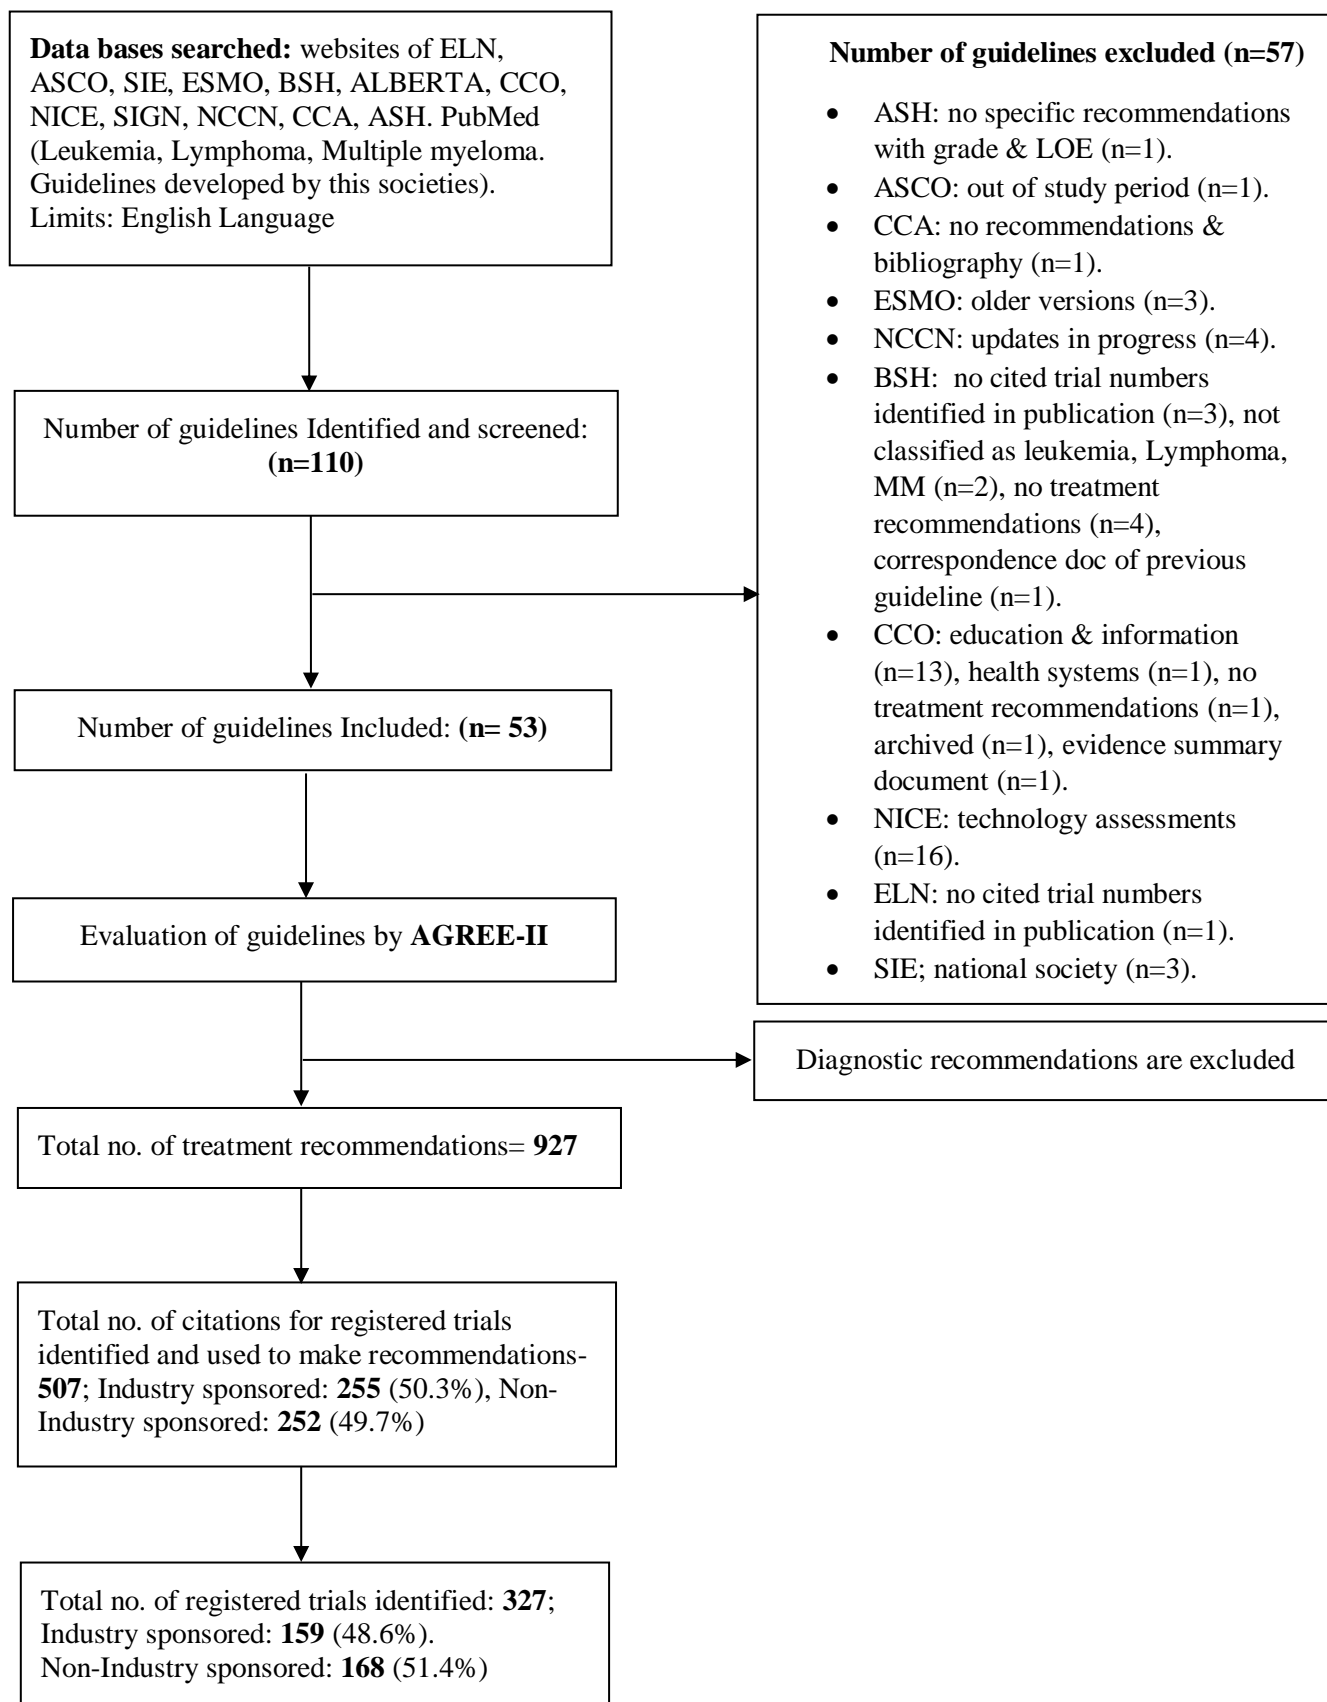 Data bases searched: websites of ELN,
ASCO, SIE, ESMO, BSH, ALBERTA, CCO,
NICE, SIGN, NCCN, CCA, ASH. PubMed
(Leukemia, Lymphoma, Multiple myeloma.
Guidelines developed by this societies).
Limits: English Language
Number of guidelines Identified and screened:
(n=110)
Number of guidelines excluded (n=57)
• ASH: no specific recommendations
with grade & LOE (n=1).
• ASCO: out of study period (n=1).
• CCA: no recommendations &
bibliography (n=1).
• ESMO: older versions (n=3).
• NCCN: updates in progress (n=4).
• BSH:  no cited trial numbers
identified in publication (n=3), not
classified as leukemia, Lymphoma,
MM (n=2), no treatment
recommendations (n=4),
correspondence doc of previous
guideline (n=1).
• CCO: education & information
(n=13), health systems (n=1), no
treatment recommendations (n=1),
archived (n=1), evidence summary
document (n=1).
• NICE: technology assessments
(n=16).
• ELN: no cited trial numbers
identified in publication (n=1).
• SIE; national society (n=3).
Number of guidelines Included: (n= 53)
Evaluation of guidelines by AGREE-II
Diagnostic recommendations are excluded
Total no. of treatment recommendations= 927
Total no. of citations for registered trials
identified and used to make recommendations-
507; Industry sponsored: 255 (50.3%), Non-
Industry sponsored: 252 (49.7%)
Total no. of registered trials identified: 327;
Industry sponsored: 159 (48.6%).
Non-Industry sponsored: 168 (51.4%)